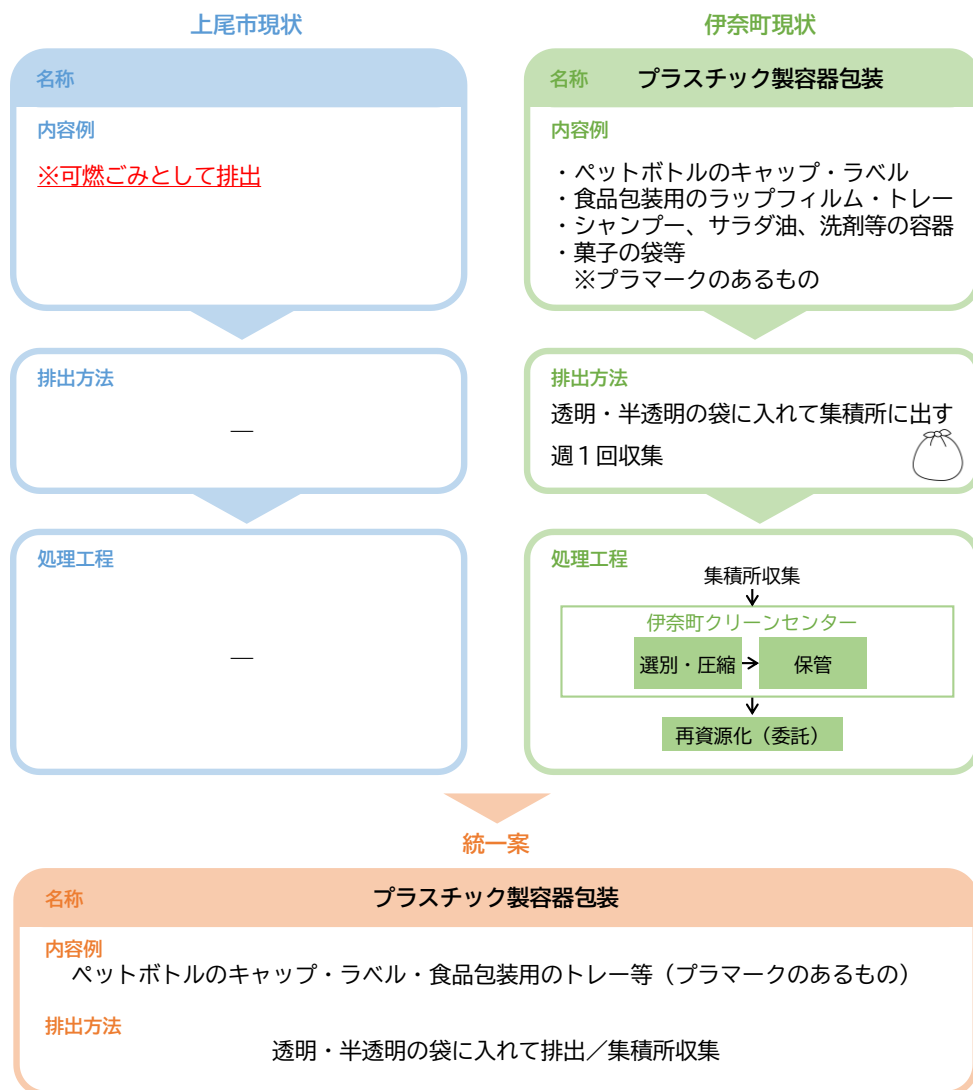 上尾市現状
名称
内容例
※可燃ごみとして排出
排出方法
―
処理工程
―
伊奈町現状
名称 プラスチック製容器包装
内容例
・ペットボトルのキャップ・ラベル
・食品包装用のラップフィルム・トレー
・シャンプー、サラダ油、洗剤等の容器
・菓子の袋等
※プラマークのあるもの
排出方法
透明・半透明の袋に入れて集積所に出す
週１回収集
処理工程
集積所収集
伊奈町クリーンセンター
選別・圧縮 保管
再資源化（委託）
統一案
名称 プラスチック製容器包装
内容例
ペットボトルのキャップ・ラベル・食品包装用のトレー等（プラマークのあるもの）
排出方法
透明・半透明の袋に入れて排出／集積所収集